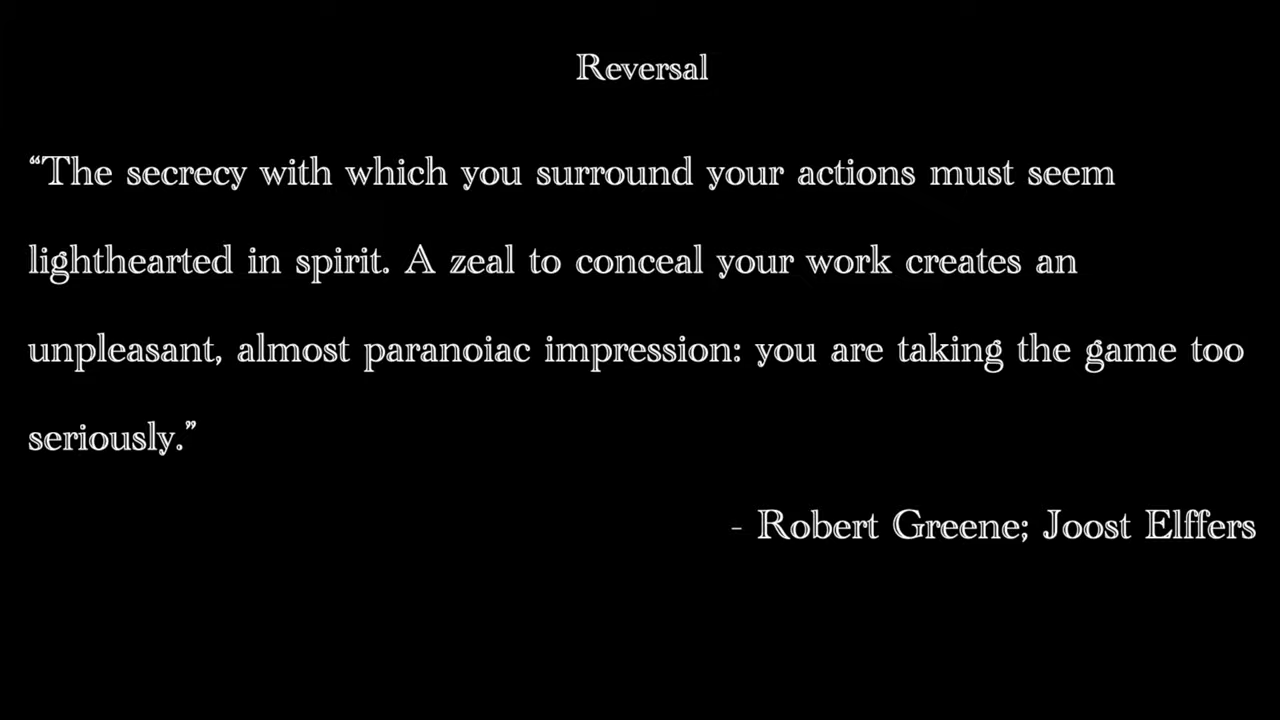 Reversal
“The secrecy with which you surround your actions must seem
lighthearted in spirit. A zeal to conceal your work creates an
unpleasant, almost paranoiac impression: you are taking the game too
seriously.”
- Robert Greene; Joost Elffers